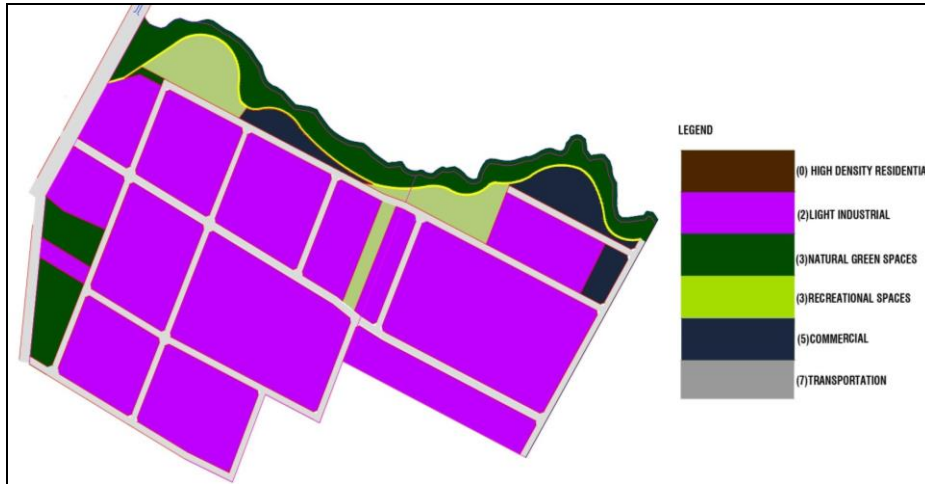 LEGEND
(0) HIGH DENSITY RESIDENTIA
(2)LIGHT INDUSTRIAL
(3)NATURAL GREEN SPACES
(3)RECREATIONAL SPACES
(5)COMMERCIAL
(7)TRANSPORTATION